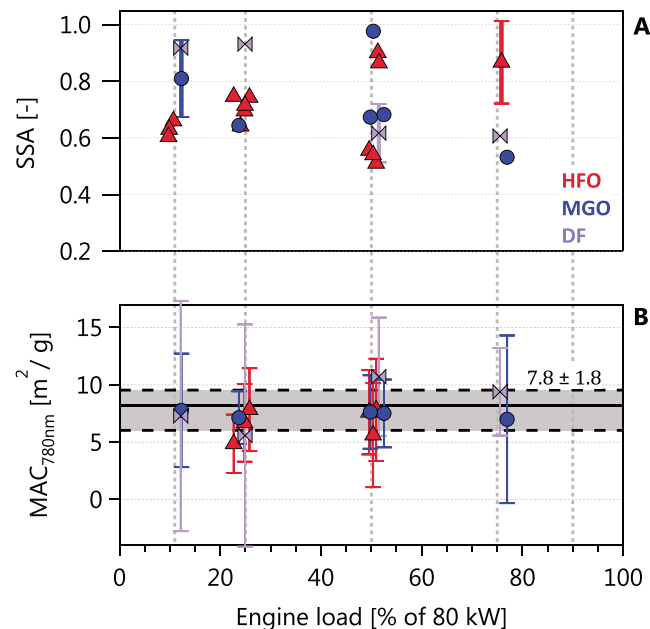 A
1.0
0.8
0.6
0.4
0.2
SSA [-]
HFO
MGO
DF
B
15
10
5
0
MAC780nm [m2 / g]
7.8 ± 1.8
0 20 40 60 80 100
Engine load [% of 80 kW]